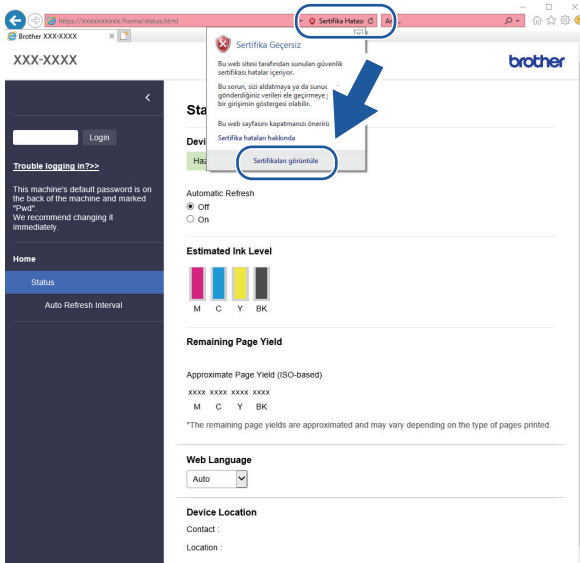 https://xxxxxxxxxx/home/status.html
Sertifika Hatası
Brother XXX-XXXX
XXX-XXXX
brother
Sertifika Geçersiz
Bu web sitesi tarafından sunulan güvenlik
sertifikası hatalar içeriyor.
Bu sorun, sizi aldatmaya ya da
gönderdiğiniz verileri ele geçirmeye
bir girişimin göstergesi olabilir.
Bu web sayfasını kapatmanızı öneririz
Sertifika hataları hakkında
Sertifikaları görüntüle
Login
Trouble logging in?>>
This machine's default password is on
the back of the machine and marked
"Pwd".
We recommend changing it
immediately.
Home
Status
Auto Refresh Interval
Automatic Refresh
Off
On
Estimated Ink Level
M C Y BK
Remaining Page Yield
Approximate Page Yield (ISO-based)
xxxx xxxx xxxx xxxx
M C Y BK
*The remaining page yields are approximated and may vary depending on the type of pages printed.
Web Language
Auto
Device Location
Contact :
Location :